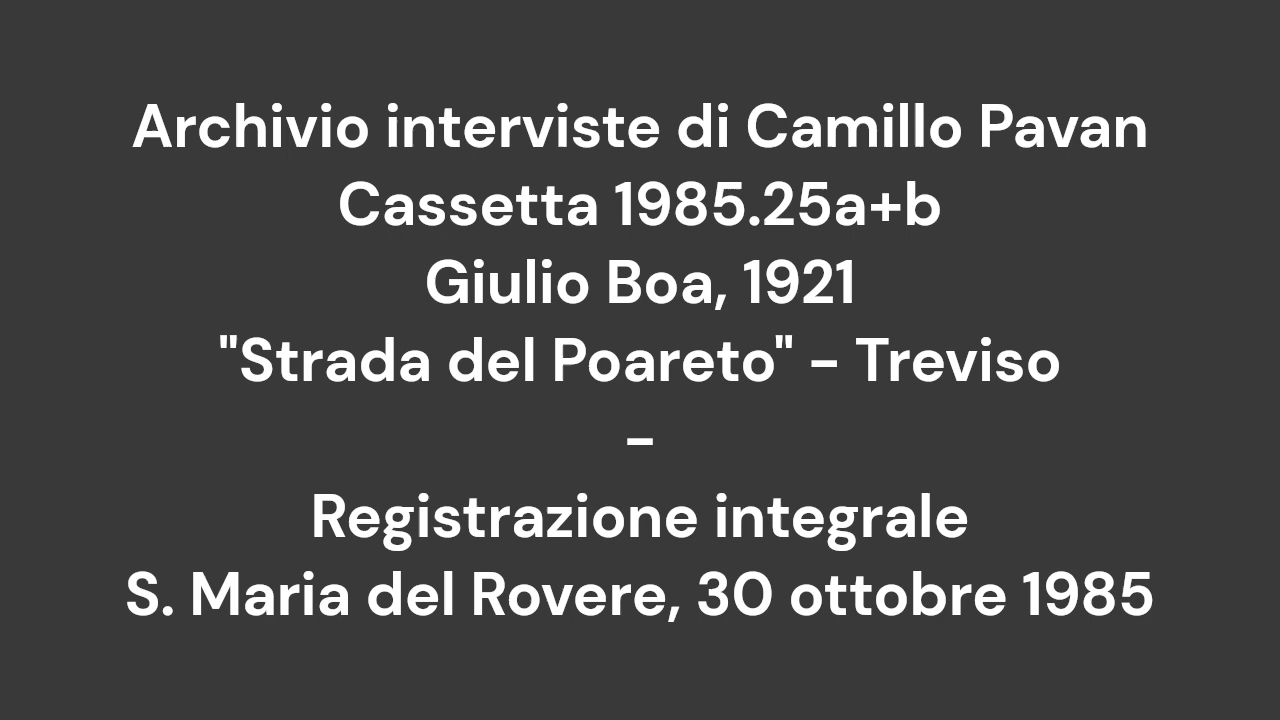 Archivio interviste di Camillo Pavan
Cassetta 1985.25a+b
Giulio Boa, 1921
"Strada del Poareto" - Treviso
-
Registrazione integrale
S. Maria del Rovere, 30 ottobre 1985